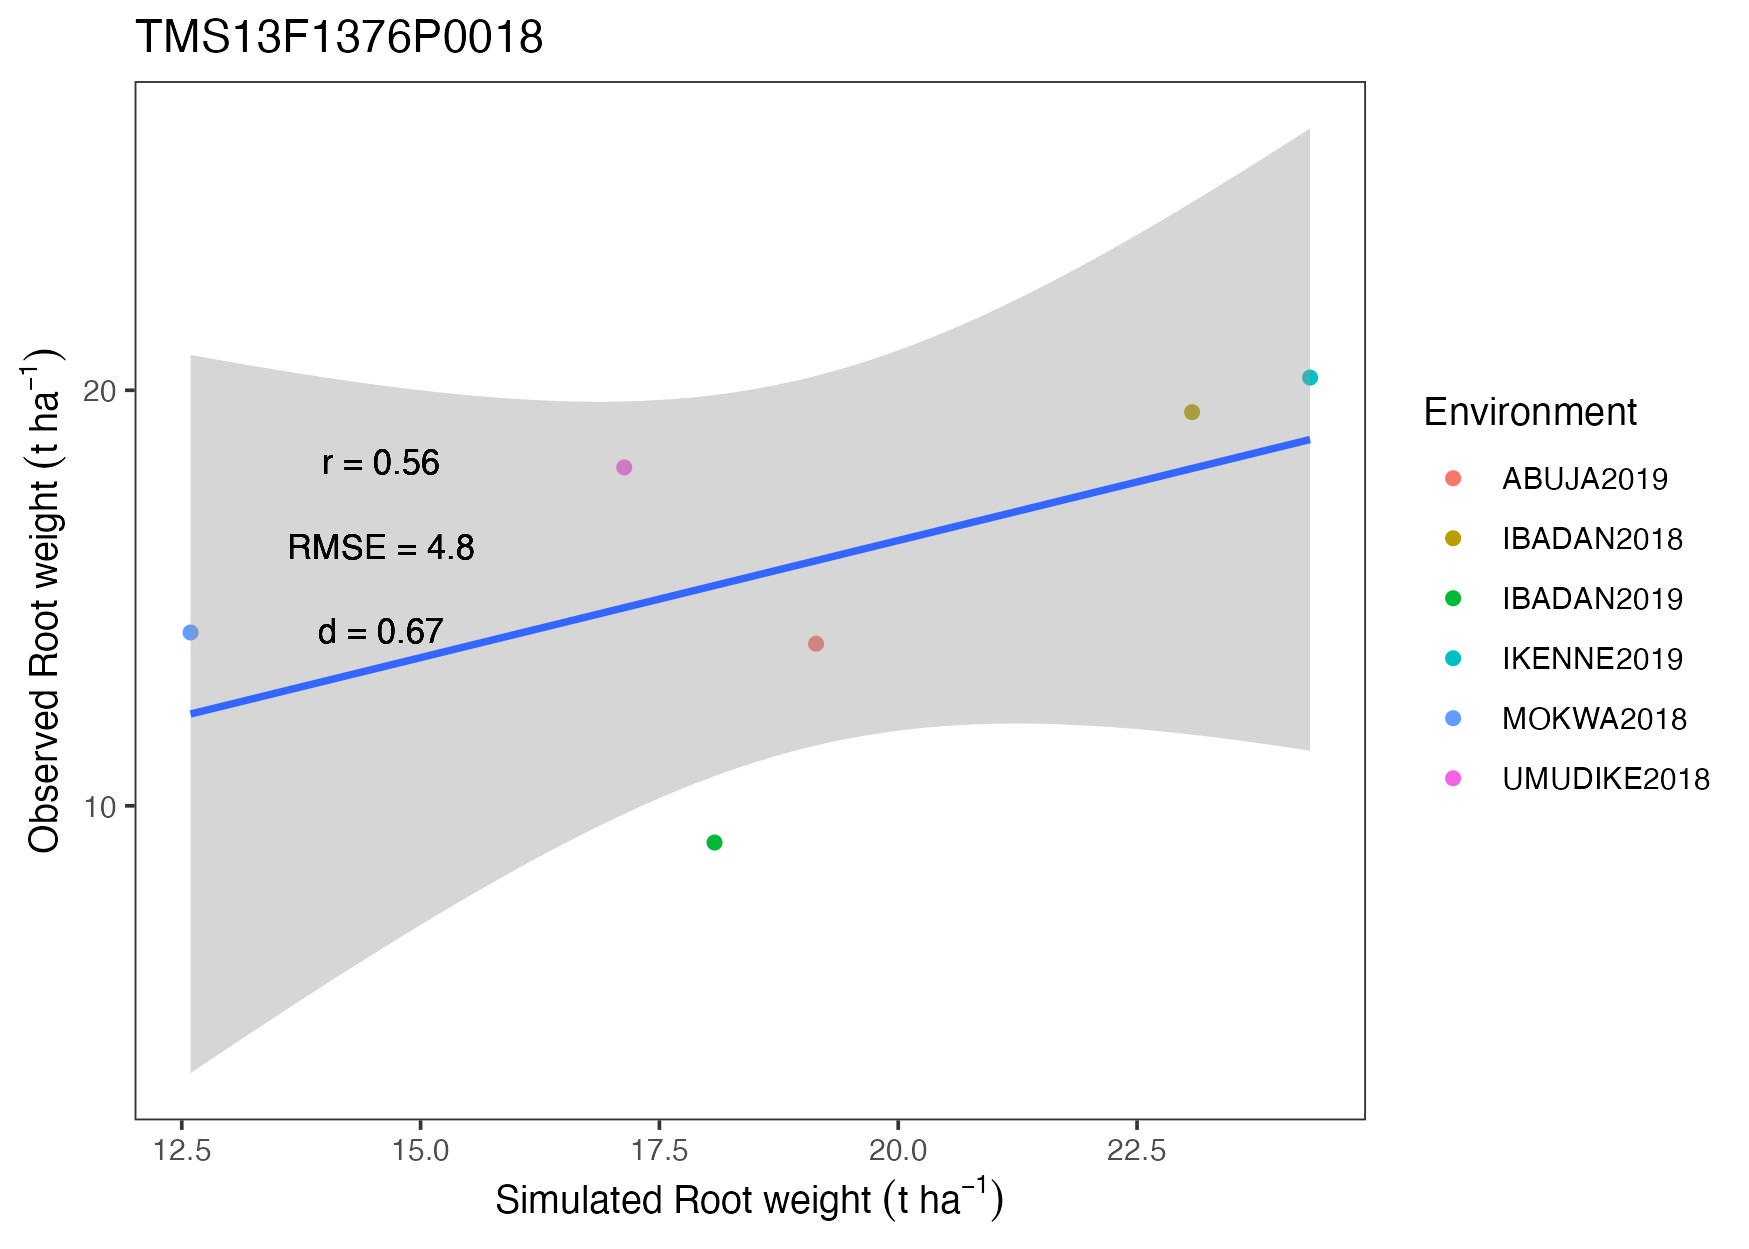 TMS13F1376P0018
Observed Root weight (t ha⁻¹)
20
10
r = 0.56
RMSE = 4.8
d = 0.67
12.5 15.0 17.5 20.0 22.5
Simulated Root weight (t ha⁻¹)
Environment
ABUJA2019
IBADAN2018
IBADAN2019
IKENNE2019
MOKWA2018
UMUDIKE2018